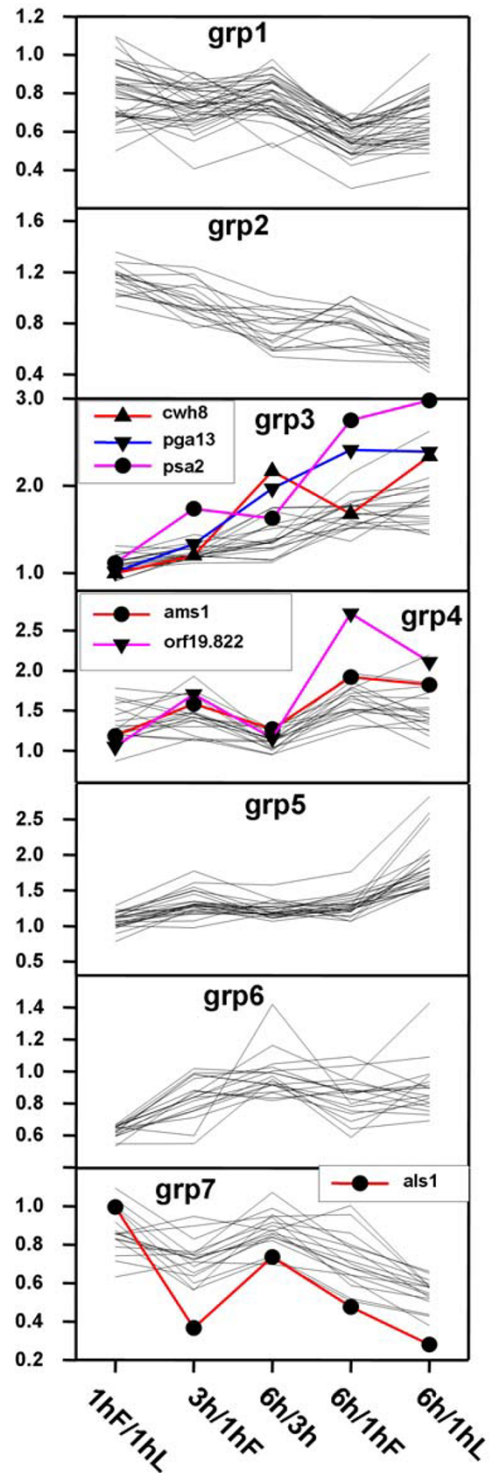 1.2
grp1
1.0
0.8
0.6
0.4
1.6
grp2
1.2
0.8
0.4
3.0
cwh8
grp3
pga13
psa2
2.0
1.0
ams1
grp4
orf19.822
2.5
2.0
1.5
1.0
grp5
2.5
2.0
1.5
1.0
0.5
grp6
1.4
1.2
1.0
0.8
0.6
grp7
als1
1.0
0.8
0.6
0.4
0.2
1hF/1hL
3h/1hF
6h/3h
6h/1hF
6h/1hL